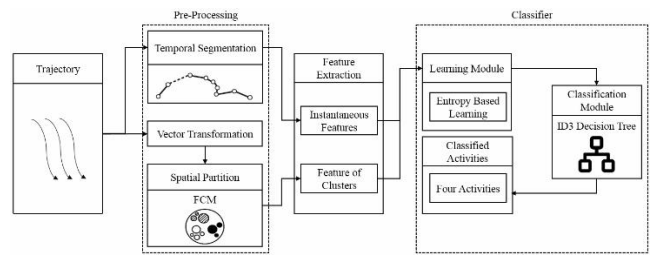 Pre-Processing
Classifier
Trajectory
Temporal Segmentation
Vector Transformation
Spatial Partition
FCM
Feature
Extraction
Instantaneous
Features
Feature of
Clusters
Learning Module
Entropy Based
Learning
Classified
Activities
Four Activities
Classification
Module
ID3 Decision Tree